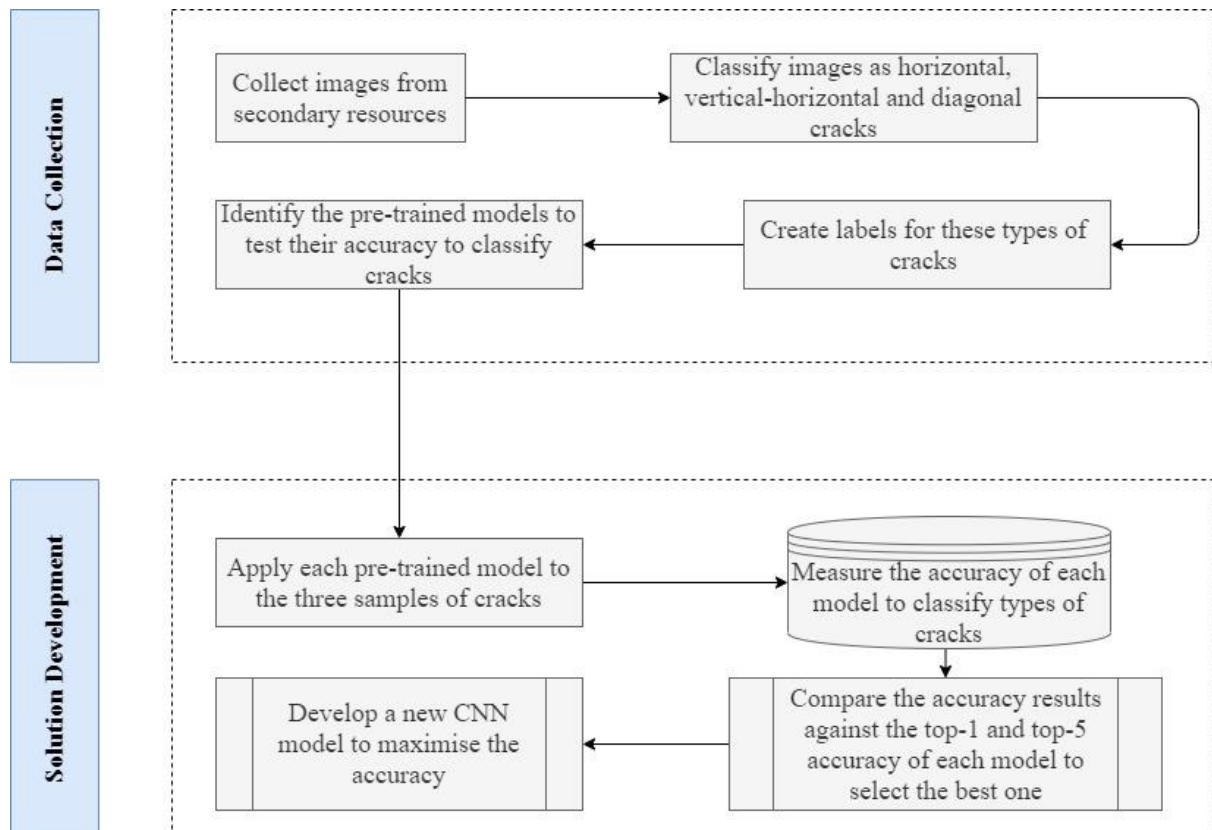 Data Collection
Collect images from
secondary resources
Classify images as horizontal,
vertical-horizontal and diagonal
cracks
Create labels for these types of
cracks
Identify the pre-trained models to
test their accuracy to classify
cracks
Solution Development
Apply each pre-trained model to
the three samples of cracks
Measure the accuracy of each
model to classify types of
cracks
Compare the accuracy results
against the top-1 and top-5
accuracy of each model to
select the best one
Develop a new CNN
model to maximise the
accuracy